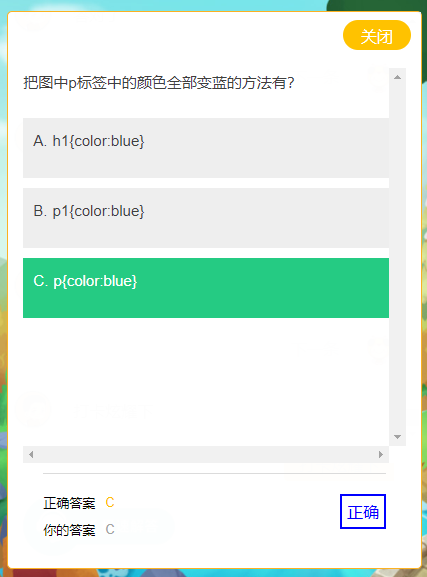 关闭
把图中p标签中的颜色全部变蓝的方法有?
A. h1{color:blue}
B. p1{color:blue}
C. p{color:blue}
正确答案 C
正确
你的答案 C